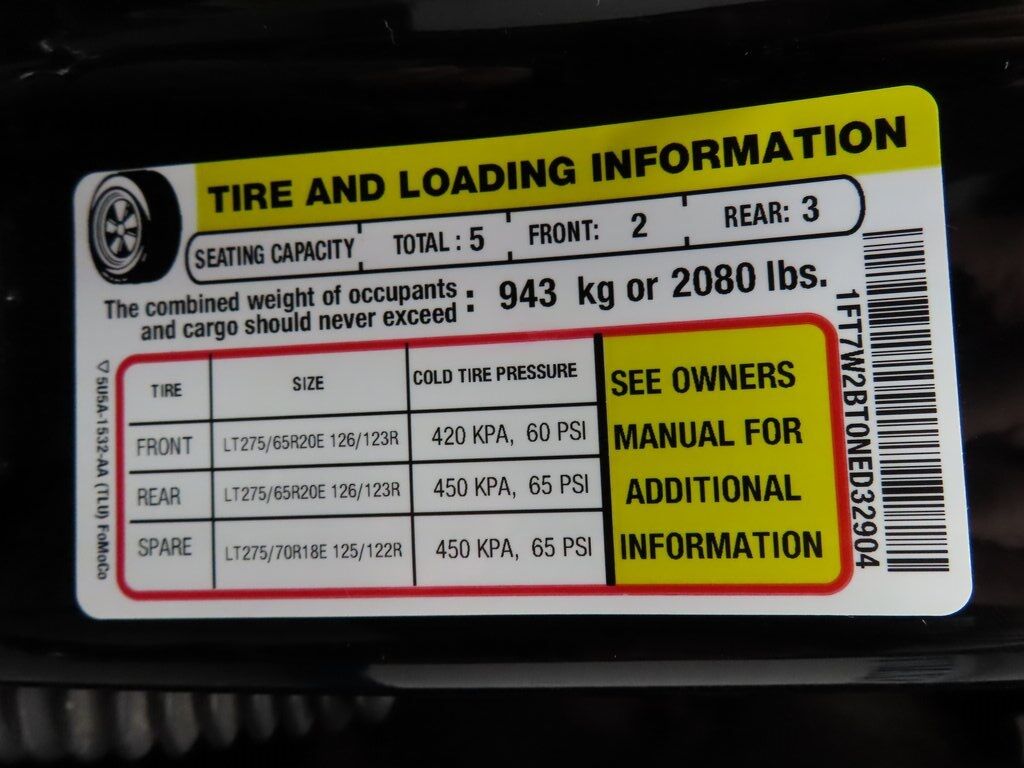 TIRE AND LOADING INFORMATION
SEATING CAPACITY TOTAL : 5 FRONT: 2 REAR: 3
The combined weight of occupants
and cargo should never exceed : 943 kg or 2080 lbs.
TIRE SIZE COLD TIRE PRESSURE
FRONT LT275/65R20E 126/123R 420 KPA, 60 PSI
REAR LT275/65R20E 126/123R 450 KPA, 65 PSI
SPARE LT275/70R18E 125/122R 450 KPA, 65 PSI
SEE OWNERS
MANUAL FOR
ADDITIONAL
INFORMATION
5U5A-1532-AA (TLU) FoMoCo
1FT7W2BT0NED32904